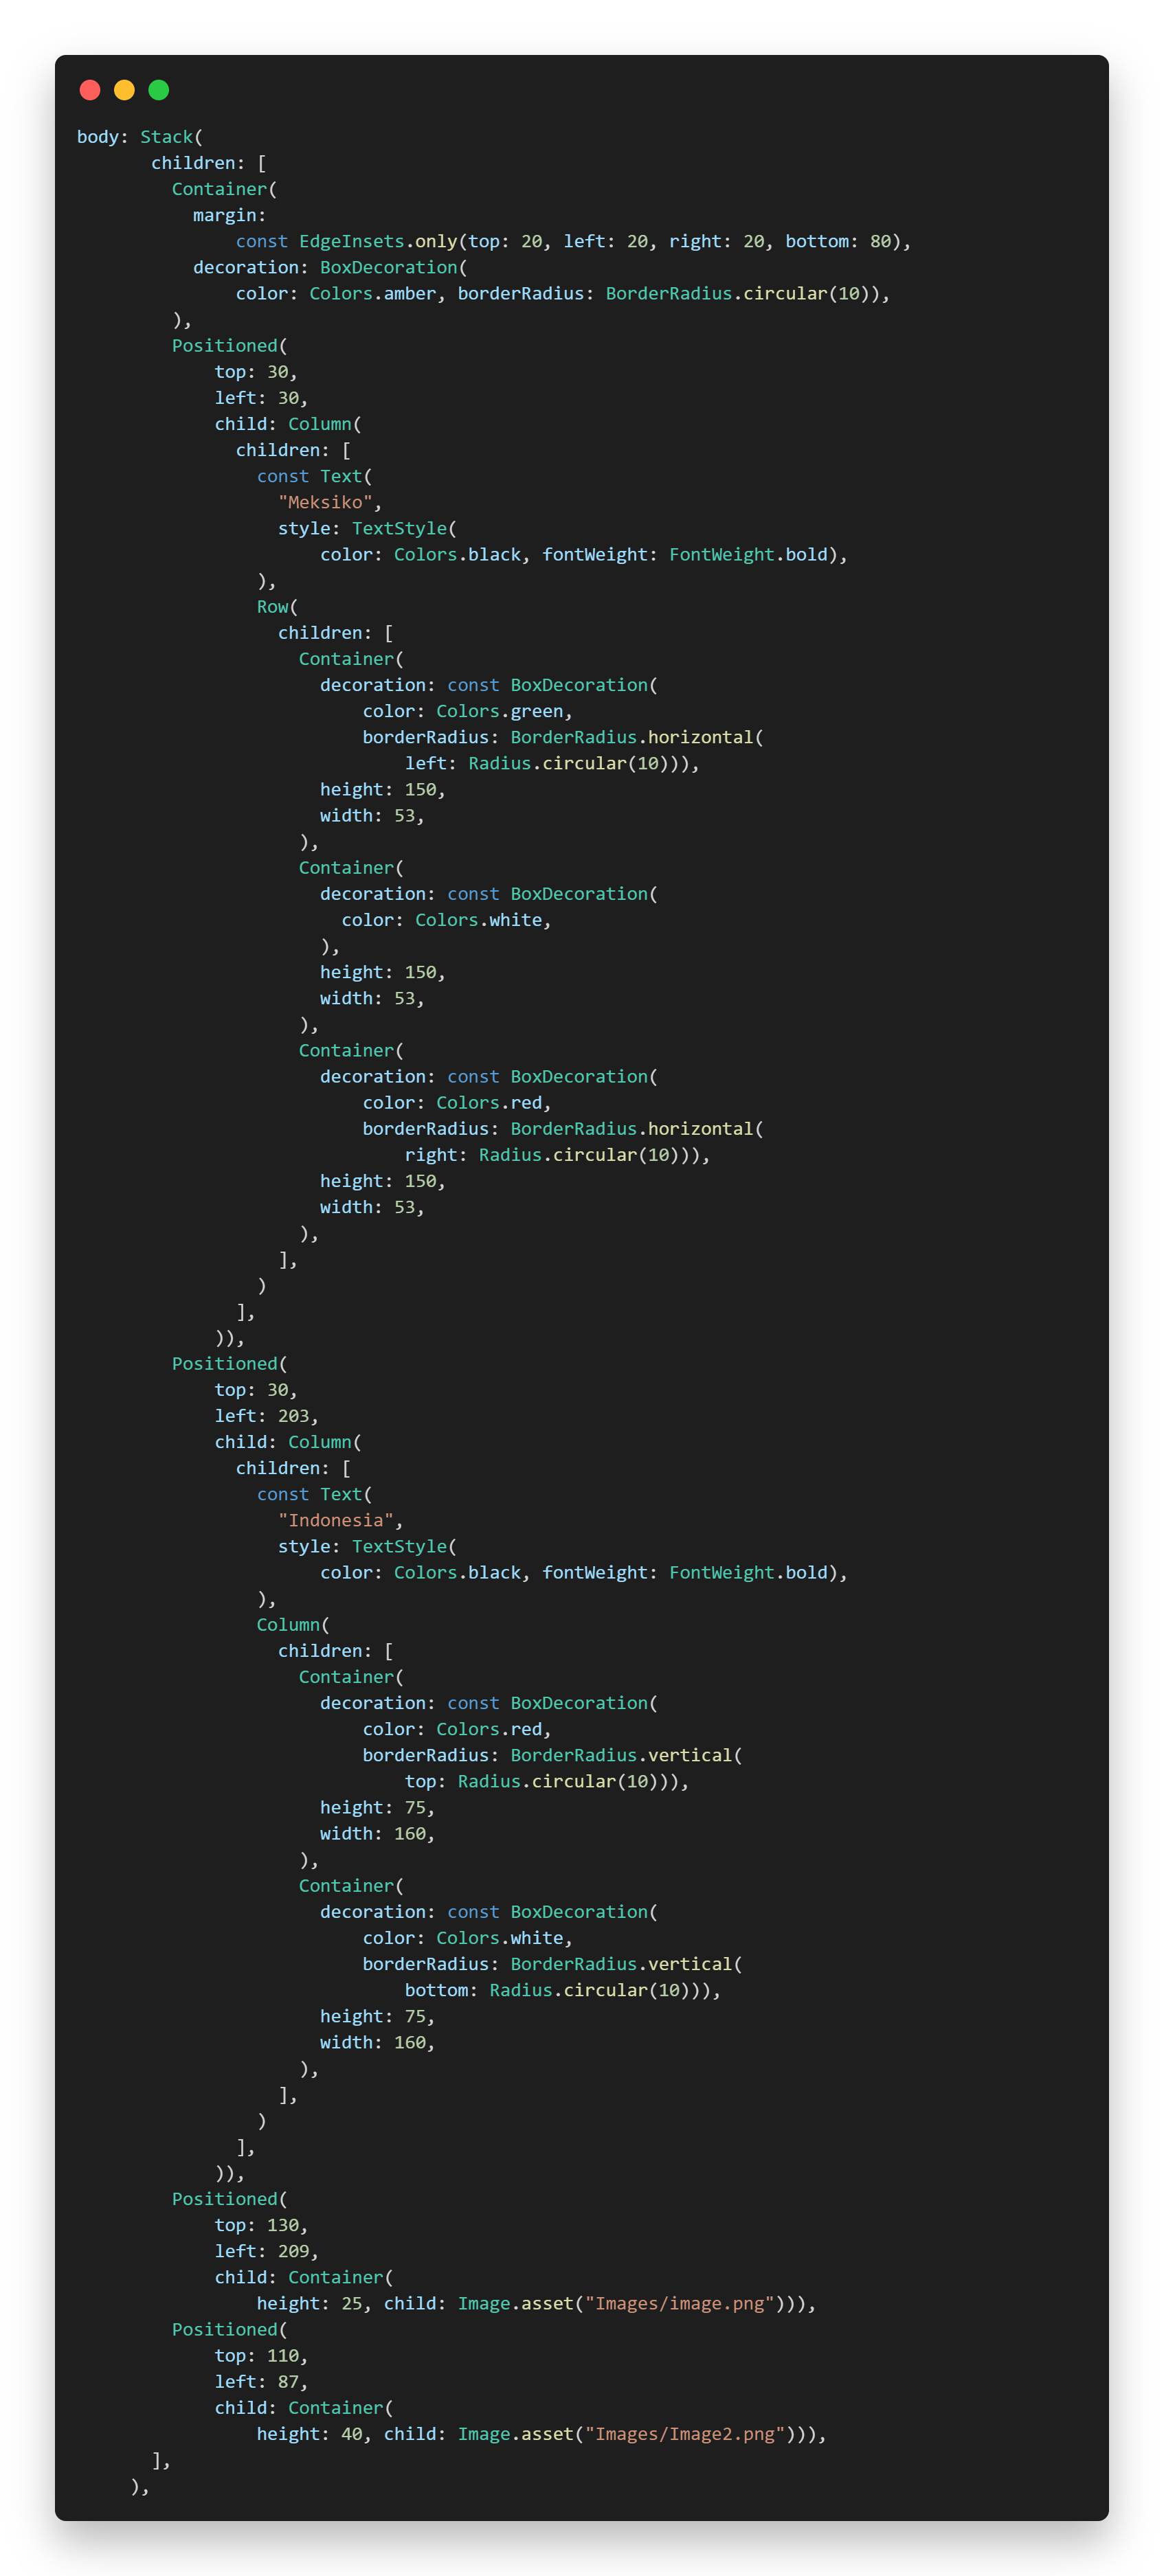 body: Stack(
       children: [
         Container(
           margin:
               const EdgeInsets.only(top: 20, left: 20, right: 20, bottom: 80),
           decoration: BoxDecoration(
               color: Colors.amber, borderRadius: BorderRadius.circular(10)),
         ),
         Positioned(
             top: 30,
             left: 30,
             child: Column(
               children: [
                 const Text(
                   "Meksiko",
                   style: TextStyle(
                       color: Colors.black, fontWeight: FontWeight.bold),
                 ),
                 Row(
                   children: [
                     Container(
                       decoration: const BoxDecoration(
                           color: Colors.green,
                           borderRadius: BorderRadius.horizontal(
                               left: Radius.circular(10))),
                       height: 150,
                       width: 53,
                     ),
                     Container(
                       decoration: const BoxDecoration(
                         color: Colors.white,
                       ),
                       height: 150,
                       width: 53,
                     ),
                     Container(
                       decoration: const BoxDecoration(
                           color: Colors.red,
                           borderRadius: BorderRadius.horizontal(
                               right: Radius.circular(10))),
                       height: 150,
                       width: 53,
                     ),
                   ],
                 )
               ],
             )),
         Positioned(
             top: 30,
             left: 203,
             child: Column(
               children: [
                 const Text(
                   "Indonesia",
                   style: TextStyle(
                       color: Colors.black, fontWeight: FontWeight.bold),
                 ),
                 Column(
                   children: [
                     Container(
                       decoration: const BoxDecoration(
                           color: Colors.red,
                           borderRadius: BorderRadius.vertical(
                               top: Radius.circular(10))),
                       height: 75,
                       width: 160,
                     ),
                     Container(
                       decoration: const BoxDecoration(
                           color: Colors.white,
                           borderRadius: BorderRadius.vertical(
                               bottom: Radius.circular(10))),
                       height: 75,
                       width: 160,
                     ),
                   ],
                 )
               ],
             )),
         Positioned(
             top: 130,
             left: 209,
             child: Container(
                 height: 25, child: Image.asset("Images/image.png"))),
         Positioned(
             top: 110,
             left: 87,
             child: Container(
                 height: 40, child: Image.asset("Images/Image2.png"))),
       ],
     ),